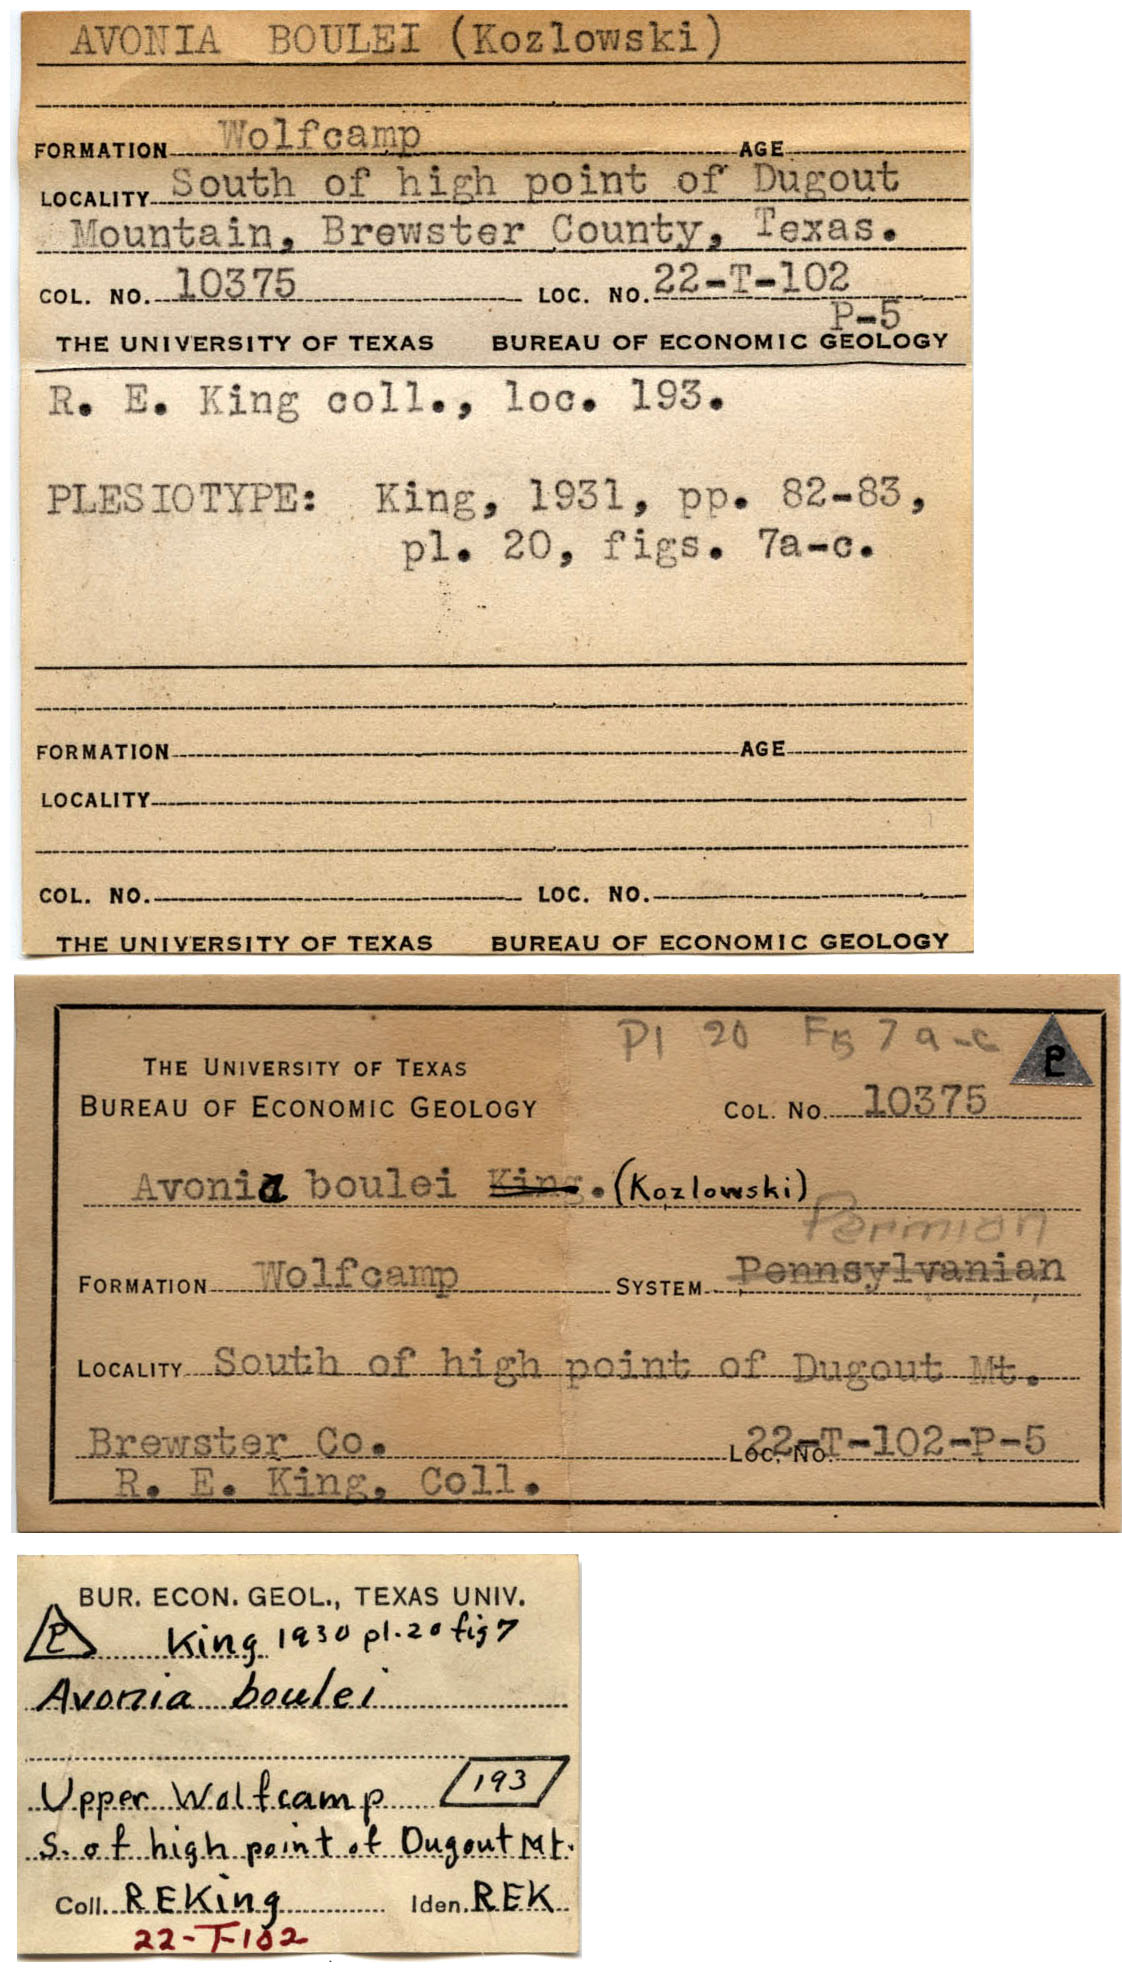 AVONIA BOULEI (Kozlowski)
FORMATION Wolfcamp AGE
LOCALITY South of high point of Dugout
Mountain, Brewster County, Texas.
COL. NO. 10375 LOC. NO. 22-T-102
P-5
THE UNIVERSITY OF TEXAS BUREAU OF ECONOMIC GEOLOGY
R. E. King coll., loc. 193.
PLESIOTYPE: King, 1931, pp. 82-83,
pl. 20, figs. 7a-c.
FORMATION AGE
LOCALITY
COL. NO. LOC. NO.
THE UNIVERSITY OF TEXAS BUREAU OF ECONOMIC GEOLOGY
Pl 20 Fig 7 a-c
P
THE UNIVERSITY OF TEXAS
BUREAU OF ECONOMIC GEOLOGY
COL. NO. 10375
Avonia boulei King. (Kozlowski)
Permian
FORMATION Wolfcamp SYSTEM Pennsylvanian
LOCALITY South of high point of Dugout Mt.
Brewster Co. LOC. NO. 22-T-102-P-5
R. E. King, Coll.
BUR. ECON. GEOL., TEXAS UNIV.
P King 1930 pl. 20 fig 7
Avonia boulei
Upper Wolfcamp 193
S. of high point of Dugout Mt.
Coll. R E King Iden. REK
22-T-102